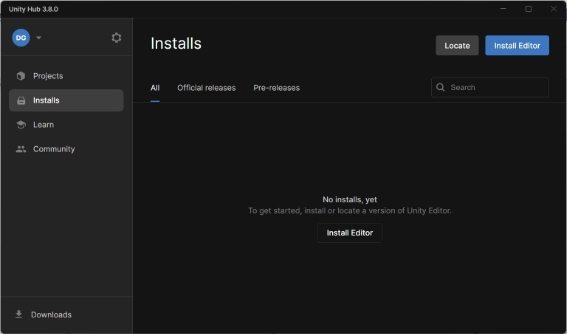 Unity Hub 3.8.0
DG
Installs
Locate
Install Editor
Projects
Installs
Learn
Community
All
Official releases
Pre-releases
Search
No installs, yet
To get started, install or locate a version of Unity Editor.
Install Editor
Downloads